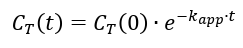 C_T(t) = C_T(0) · e^{-k_{app}·t}